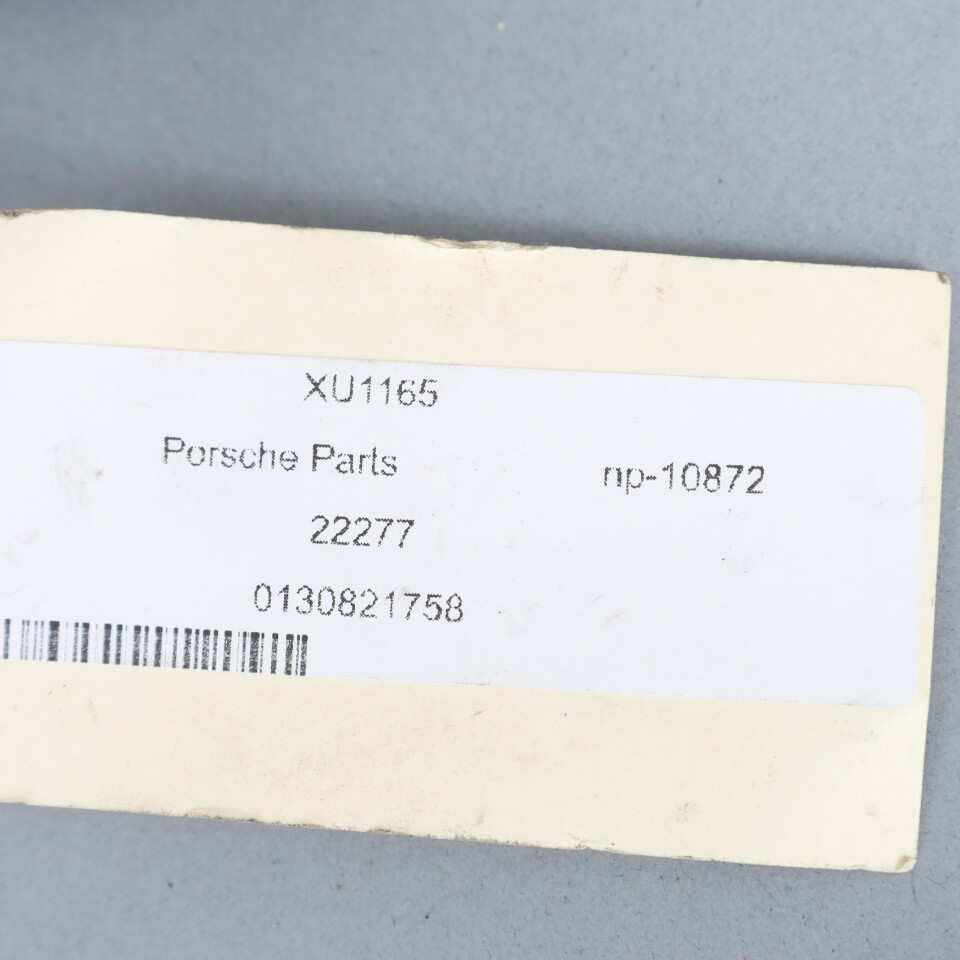 XU1165
Porsche Parts np-10872
22277
0130821758